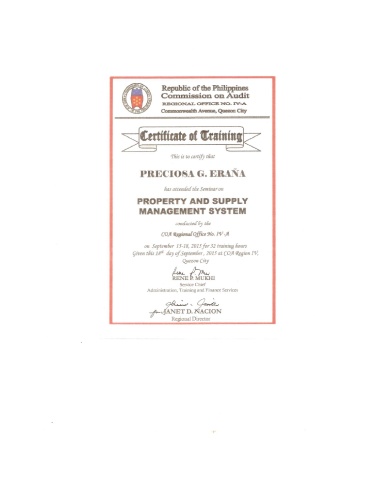 Republic of the Philippines
Commission on Audit
REGIONAL OFFICE NO. IV-A
Commonwealth Avenue, Quezon City
Certificate of Training
This is to certify that
PRECIOSA G. ERAÑA
has attended the Seminar on
PROPERTY AND SUPPLY
MANAGEMENT SYSTEM
conducted by the
COA Regional Office No. IV-A
on September 15-18, 2015 for 32 training hours
Given this 18th day of September, 2015 at COA Region IV,
Quezon City
RENE P. MUKHI
Service Chief
Administration, Training and Finance Services
JANET D. NACION
Regional Director